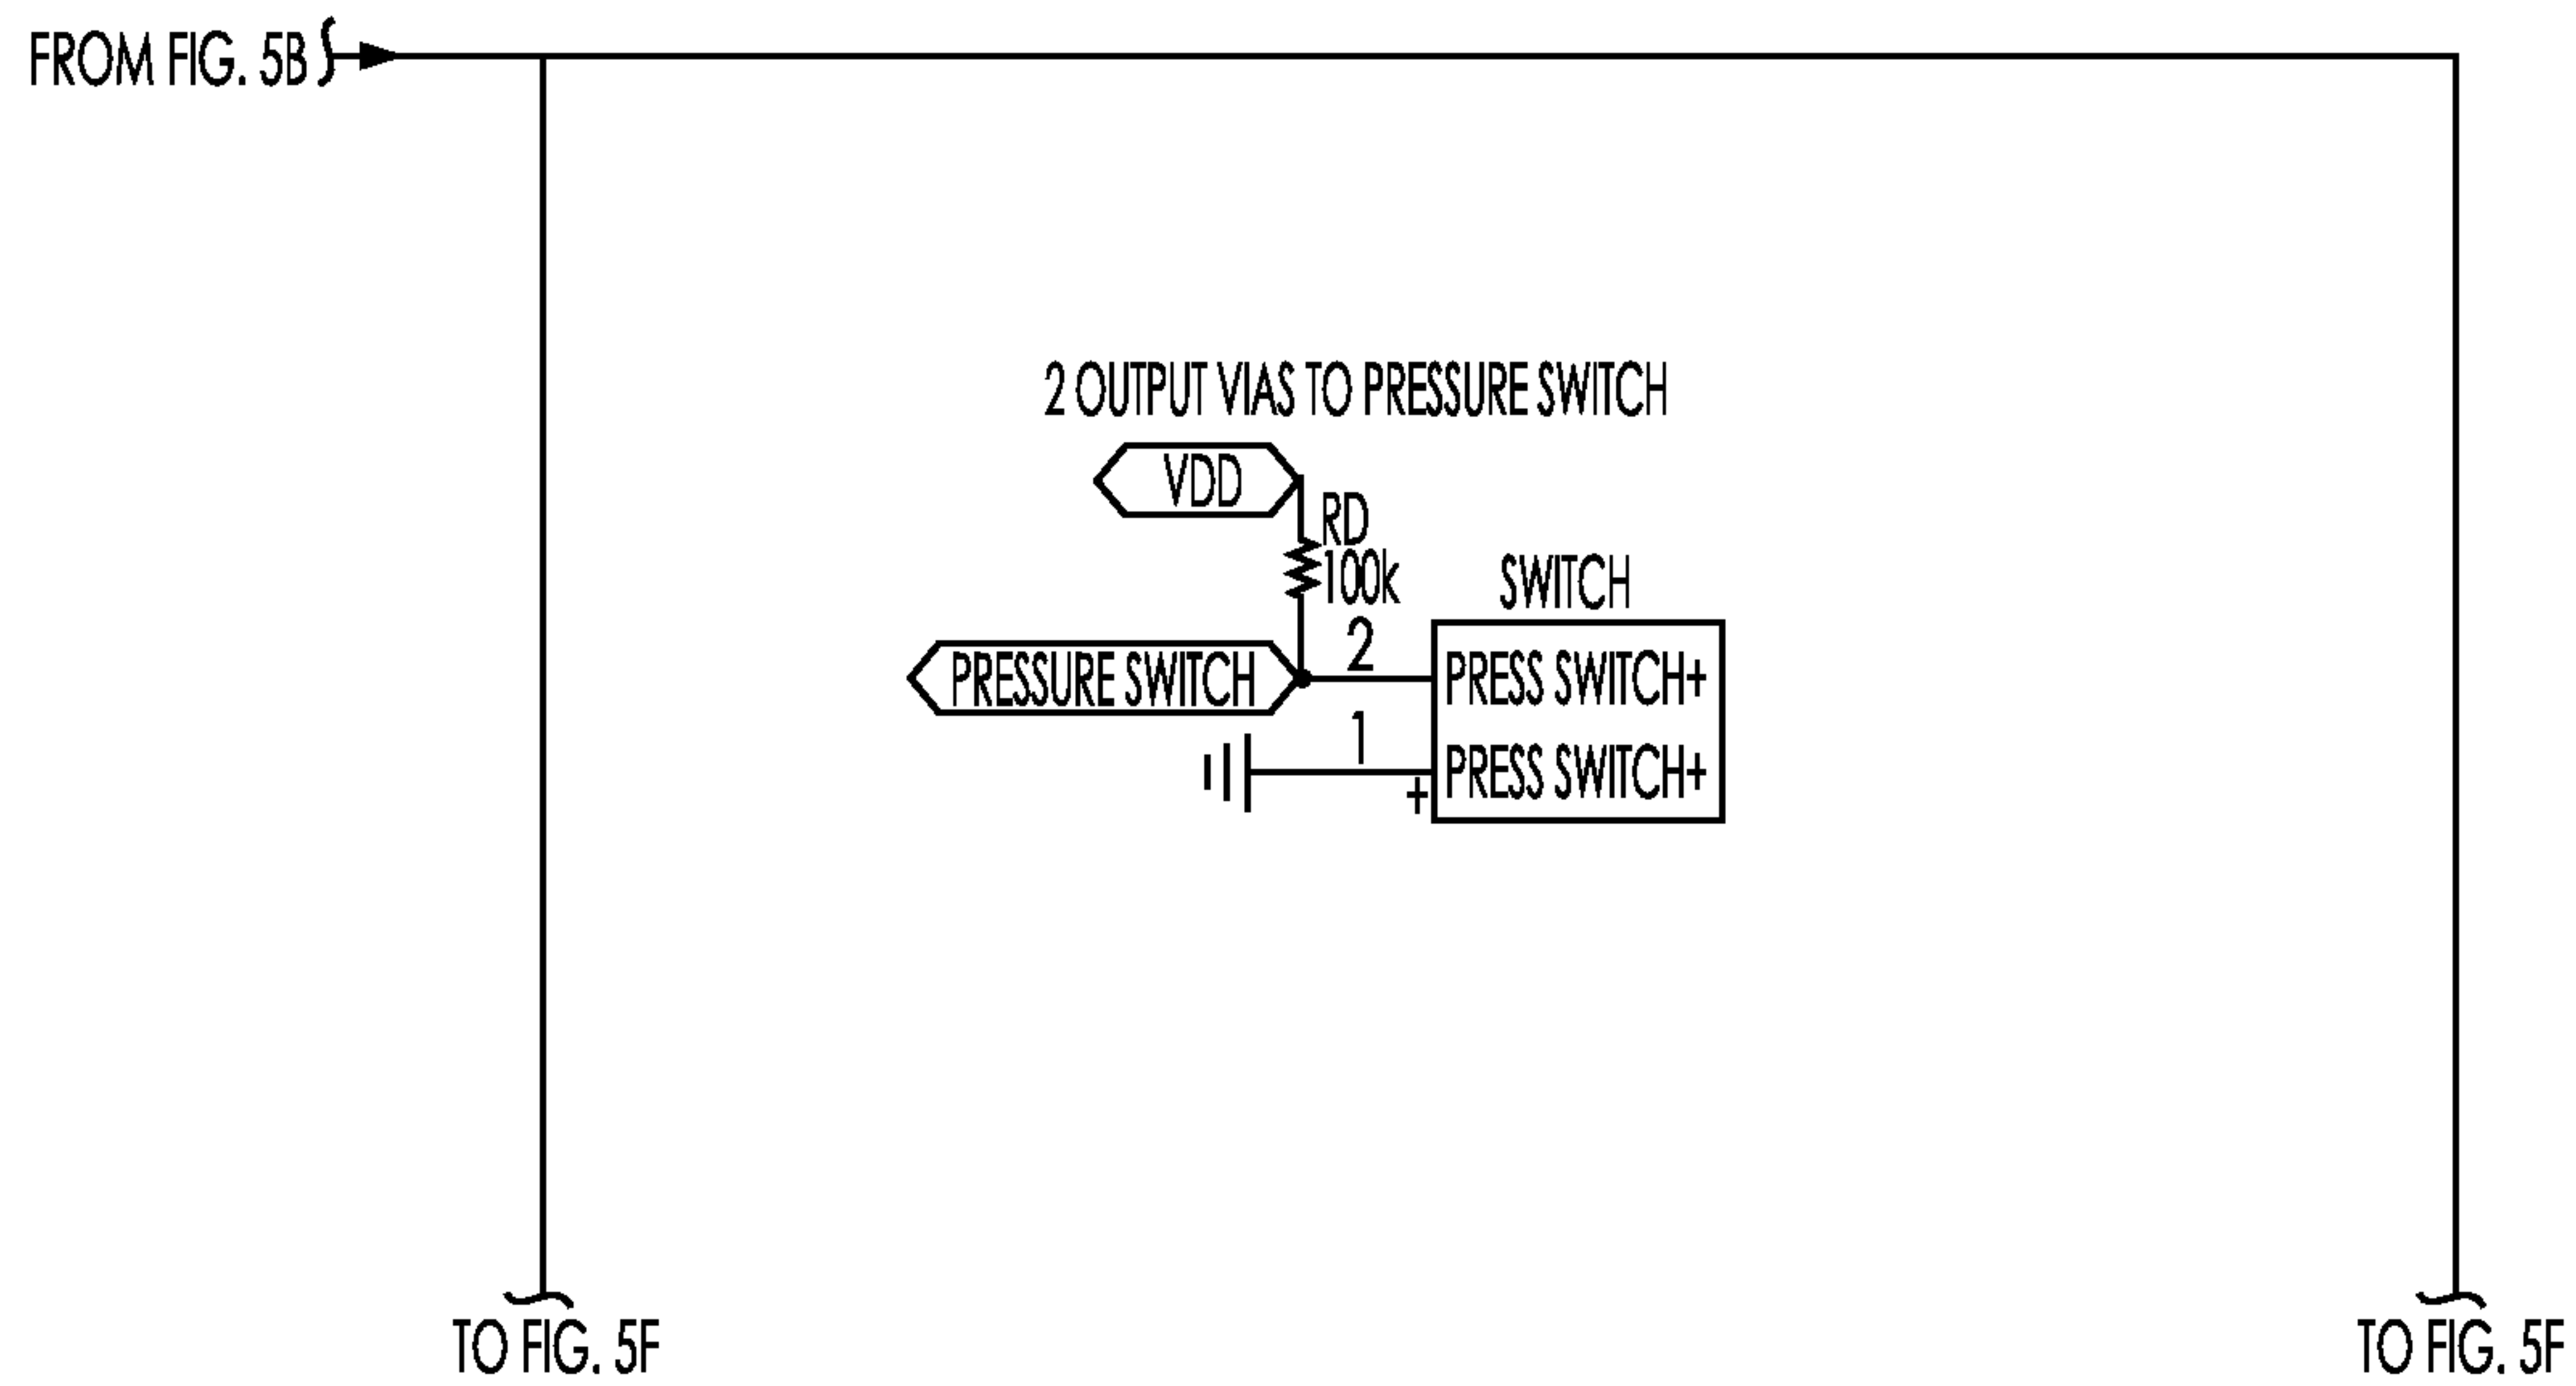 FROM FIG. 5B
2 OUTPUT VIAS TO PRESSURE SWITCH
VDD
RD
100k
SWITCH
2
PRESSURE SWITCH
PRESS SWITCH+
1
PRESS SWITCH+
+
TO FIG. 5F
TO FIG. 5F